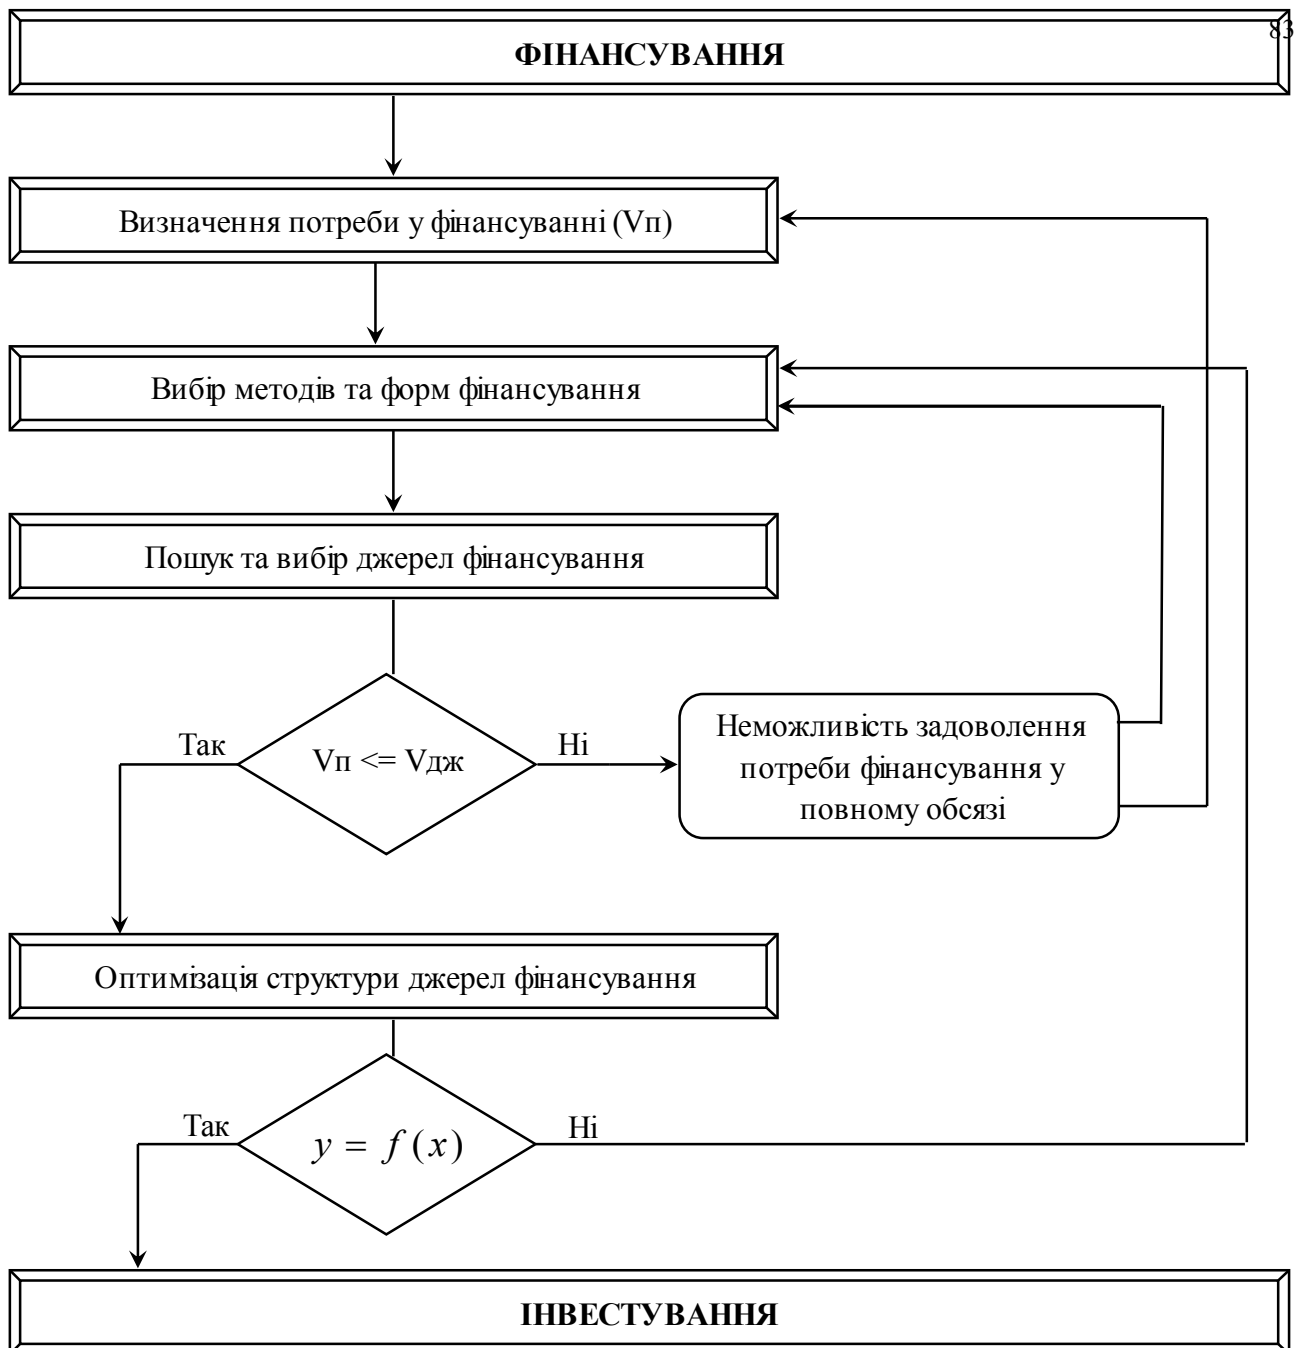 83
ФІНАНСУВАННЯ
Визначення потреби у фінансуванні (Vп)
Вибір методів та форм фінансування
Пошук та вибір джерел фінансування
Так
Vп <= Vдж
Ні
Неможливість задоволення
потреби фінансування у
повному обсязі
Оптимізація структури джерел фінансування
Так
y = f(x)
Ні
ІНВЕСТУВАННЯ